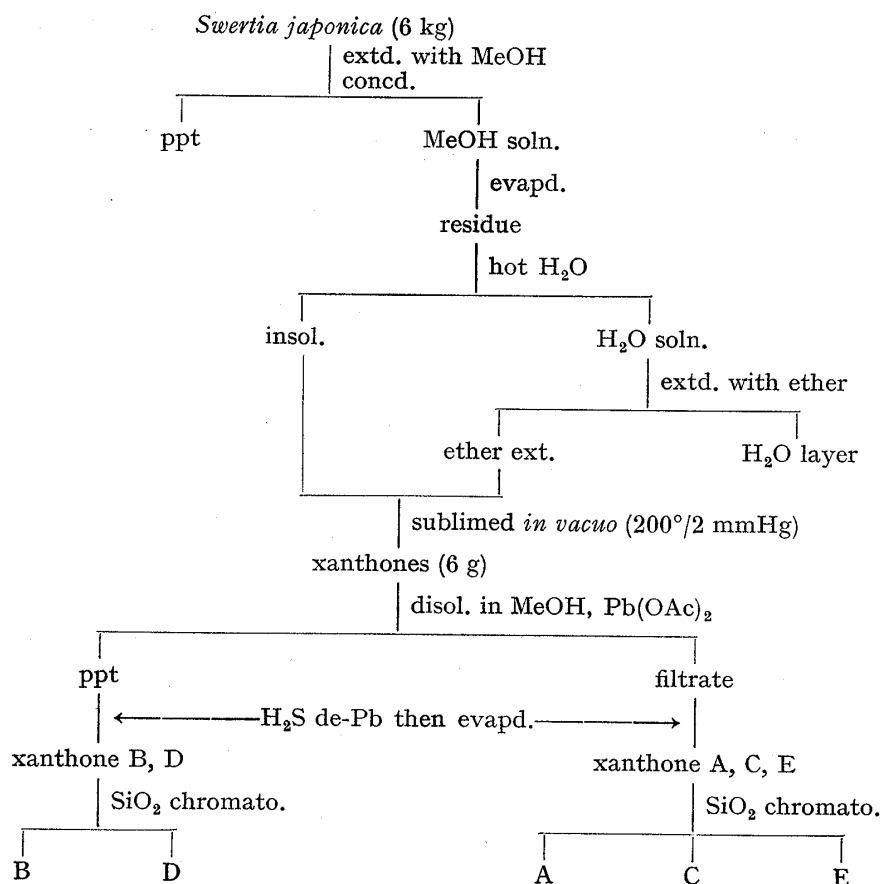 Swertia japonica (6 kg)
extd. with MeOH
concd.
ppt
MeOH soln.
evapd.
residue
hot H₂O
insol.
H₂O soln.
extd. with ether
ether ext.
H₂O layer
sublimed in vacuo (200°/2 mmHg)
xanthones (6 g)
disol. in MeOH, Pb(OAc)₂
ppt
filtrate
H₂S de-Pb then evapd.
xanthone B, D
xanthone A, C, E
SiO₂ chromato.
SiO₂ chromato.
B
D
A
C
E